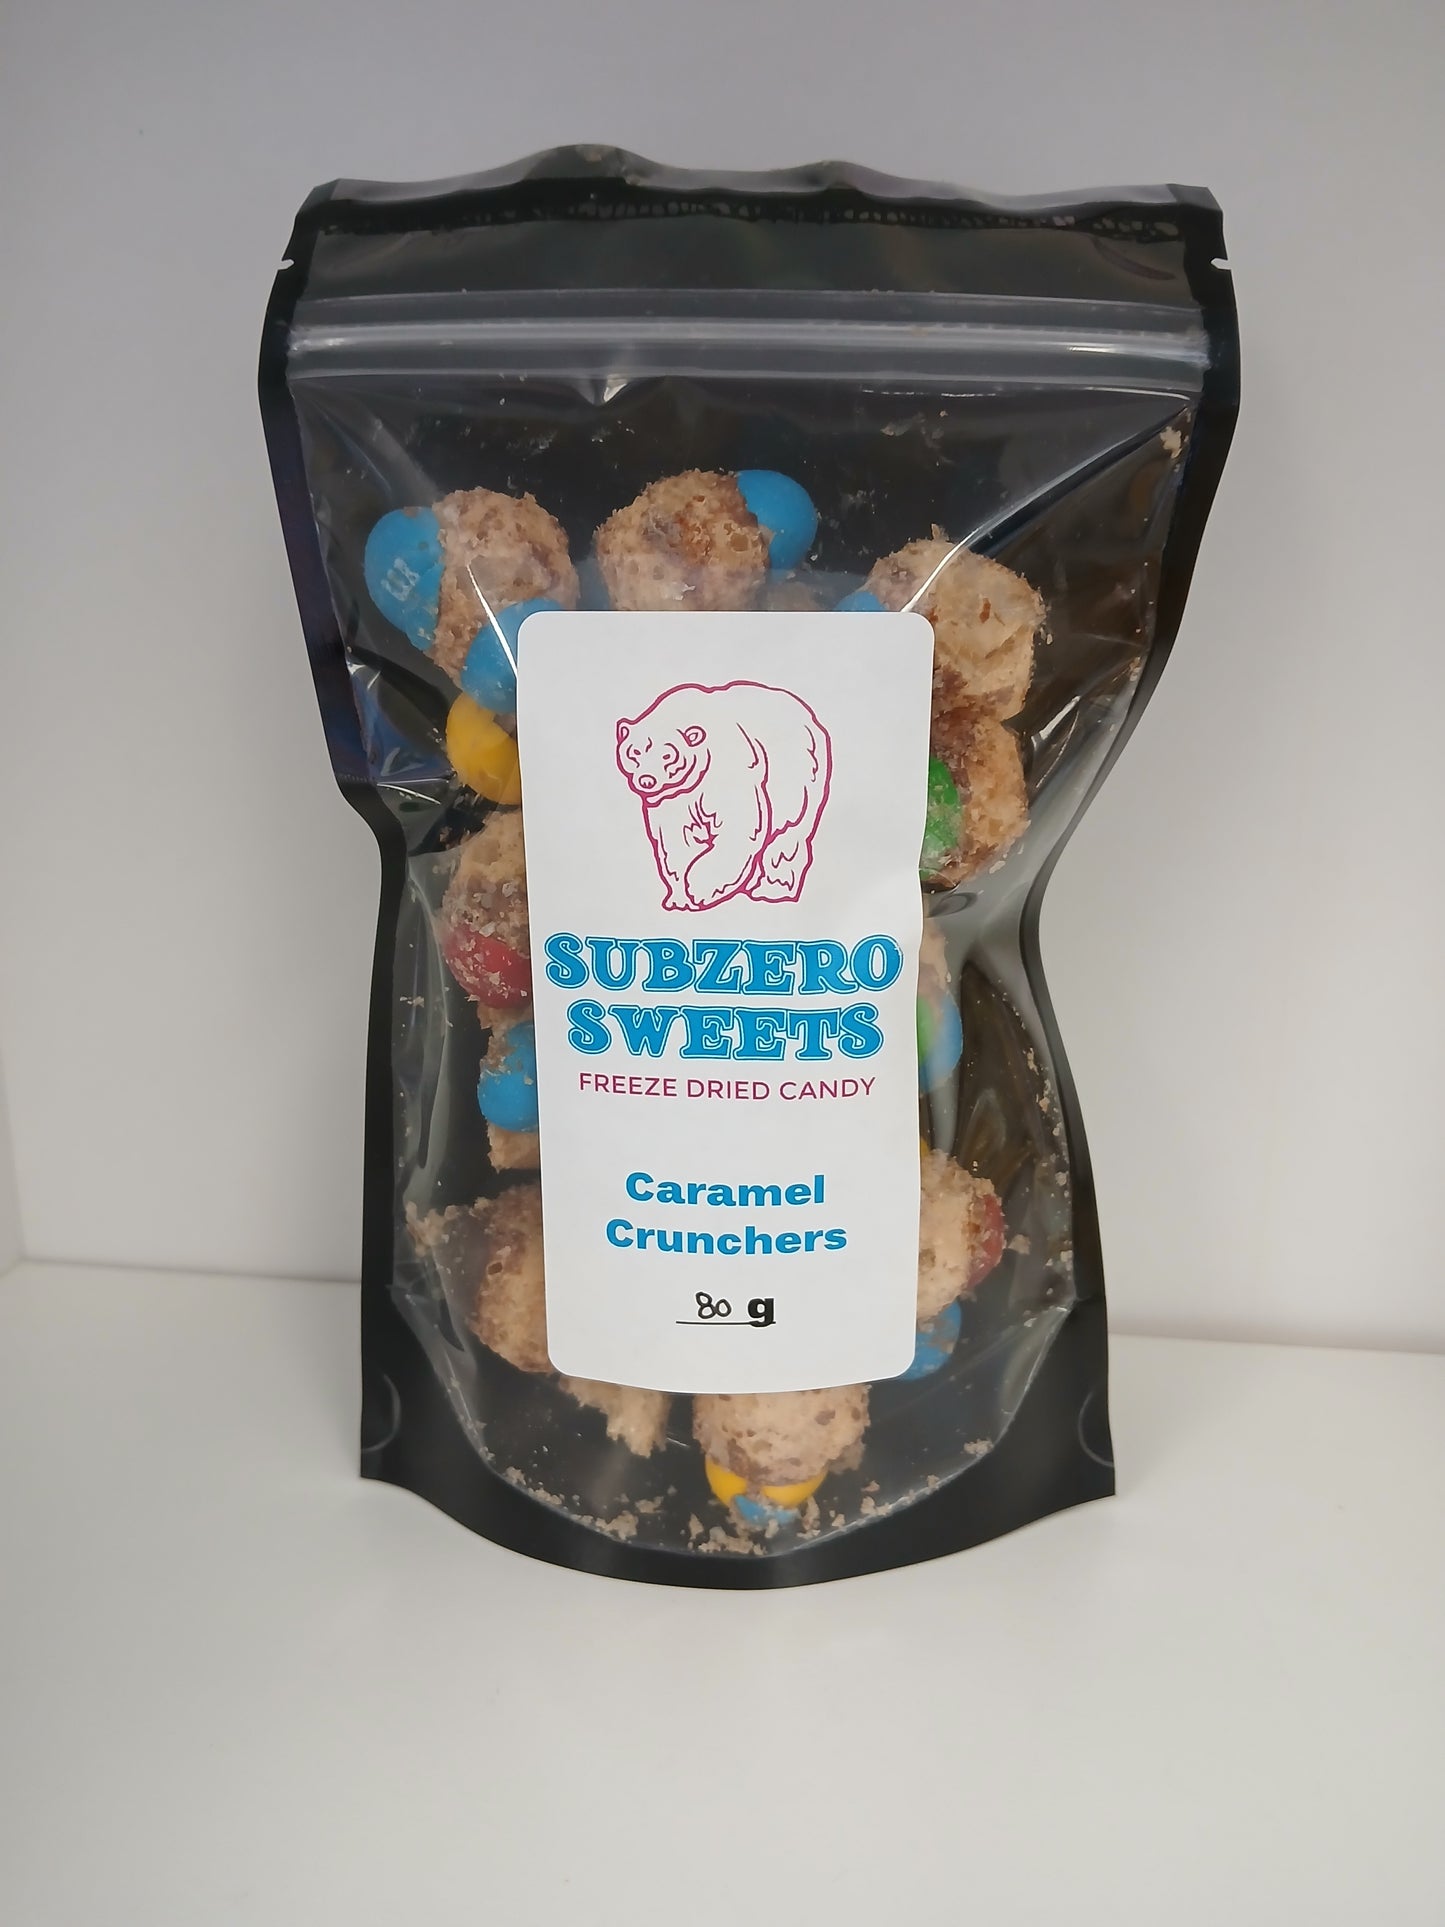 SUBZERO
SWEETS
FREEZE DRIED CANDY
Caramel
Crunchers
80 g